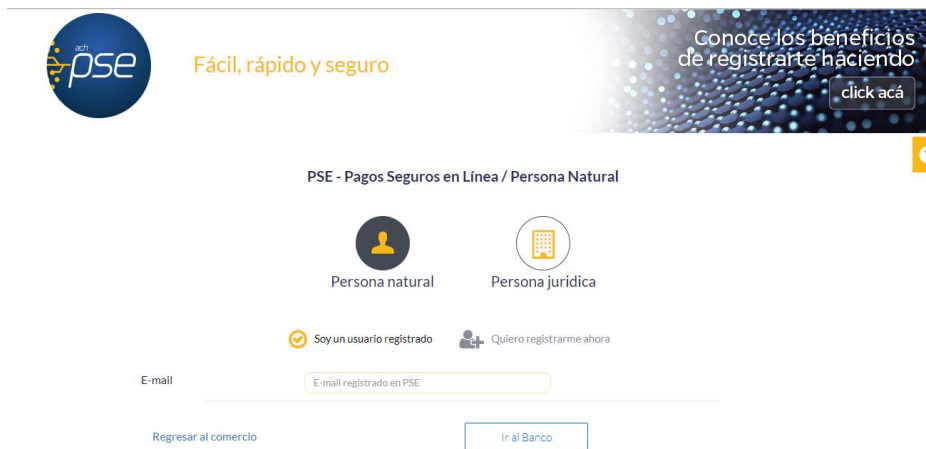 ach
pse
Fácil, rápido y seguro
Conoce los beneficios
de registrarte haciendo
click acá
PSE - Pagos Seguros en Línea / Persona Natural
Persona natural
Persona juridica
Soy un usuario registrado
Quiero registrarme ahora
E-mail
E-mail registrado en PSE
Regresar al comercio
Ir al Banco